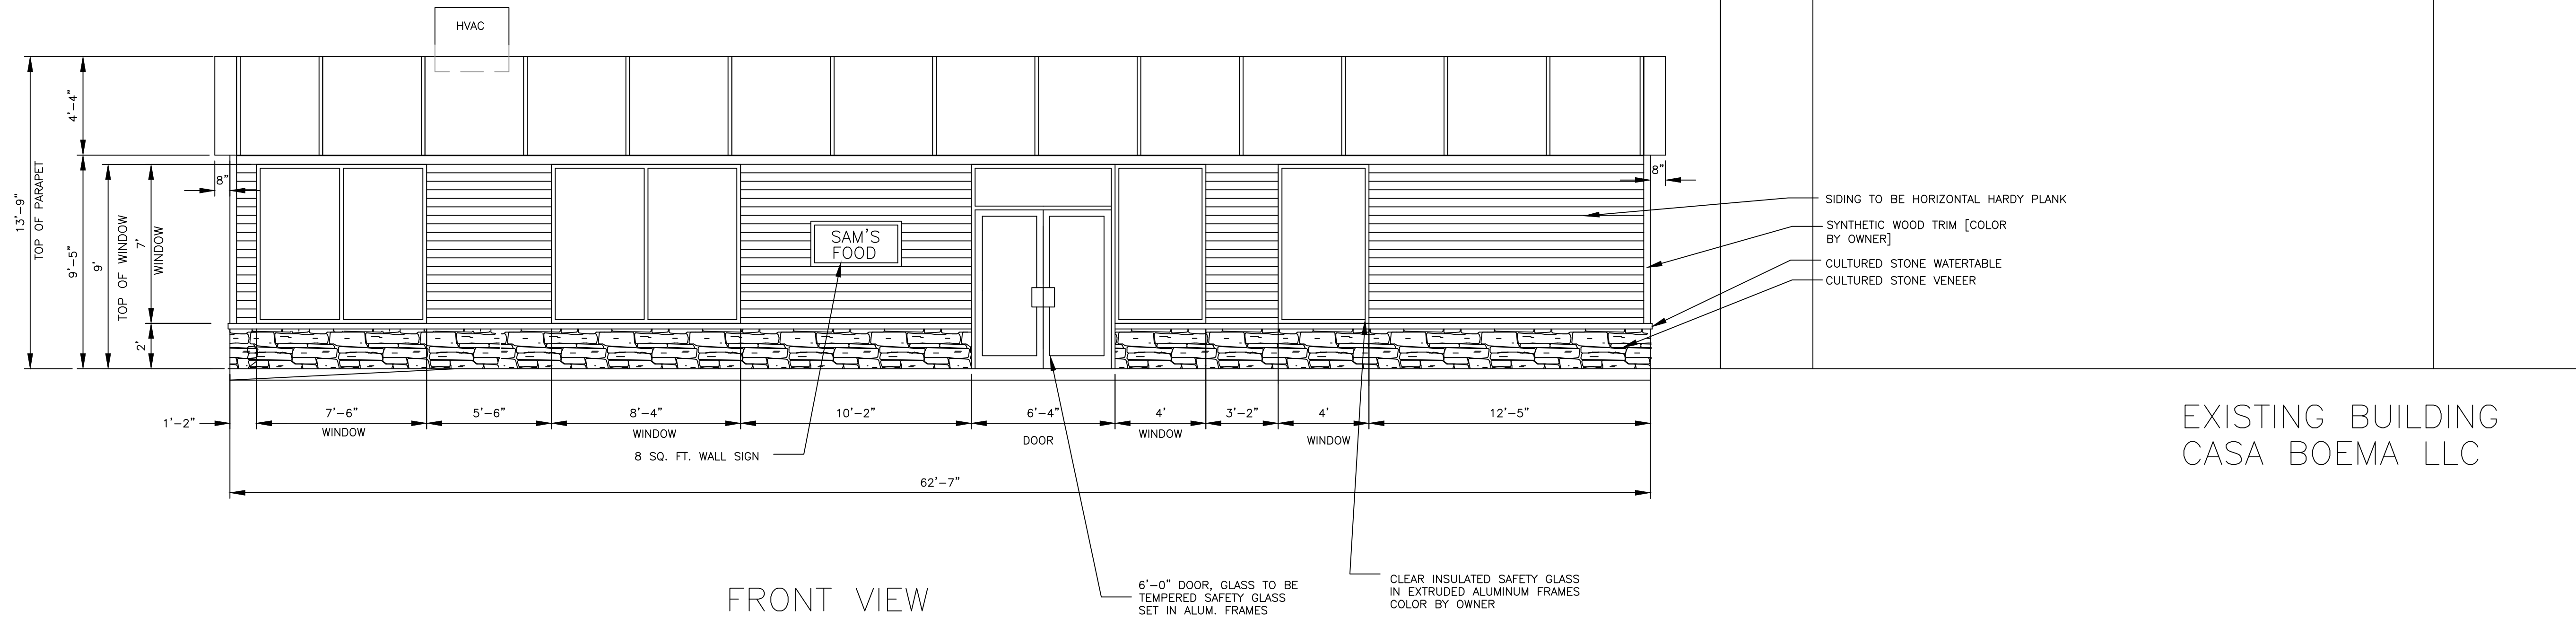 HVAC
4'-4"
13'-9"
TOP OF PARAPET
9'-5"
9'
TOP OF WINDOW
7'
WINDOW
2'
8"
8"
SAM'S
FOOD
SIDING TO BE HORIZONTAL HARDY PLANK
SYNTHETIC WOOD TRIM [COLOR
BY OWNER]
CULTURED STONE WATERTABLE
CULTURED STONE VENEER
1'-2"
7'-6"
WINDOW
5'-6"
8'-4"
WINDOW
10'-2"
6'-4"
DOOR
4'
WINDOW
3'-2"
4'
WINDOW
12'-5"
8 SQ. FT. WALL SIGN
62'-7"
EXISTING BUILDING
CASA BOEMA LLC
FRONT VIEW
6'-0" DOOR, GLASS TO BE
TEMPERED SAFETY GLASS
SET IN ALUM. FRAMES
CLEAR INSULATED SAFETY GLASS
IN EXTRUDED ALUMINUM FRAMES
COLOR BY OWNER